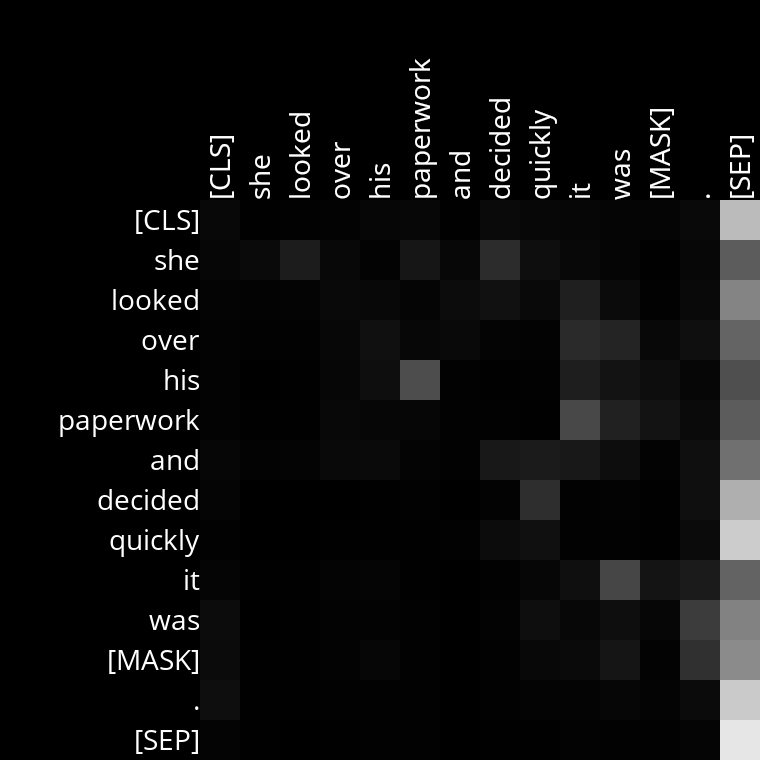 [CLS] she looked over his paperwork and decided quickly it was [MASK] . [SEP]
[CLS]
she
looked
over
his
paperwork
and
decided
quickly
it
was
[MASK]
.
[SEP]